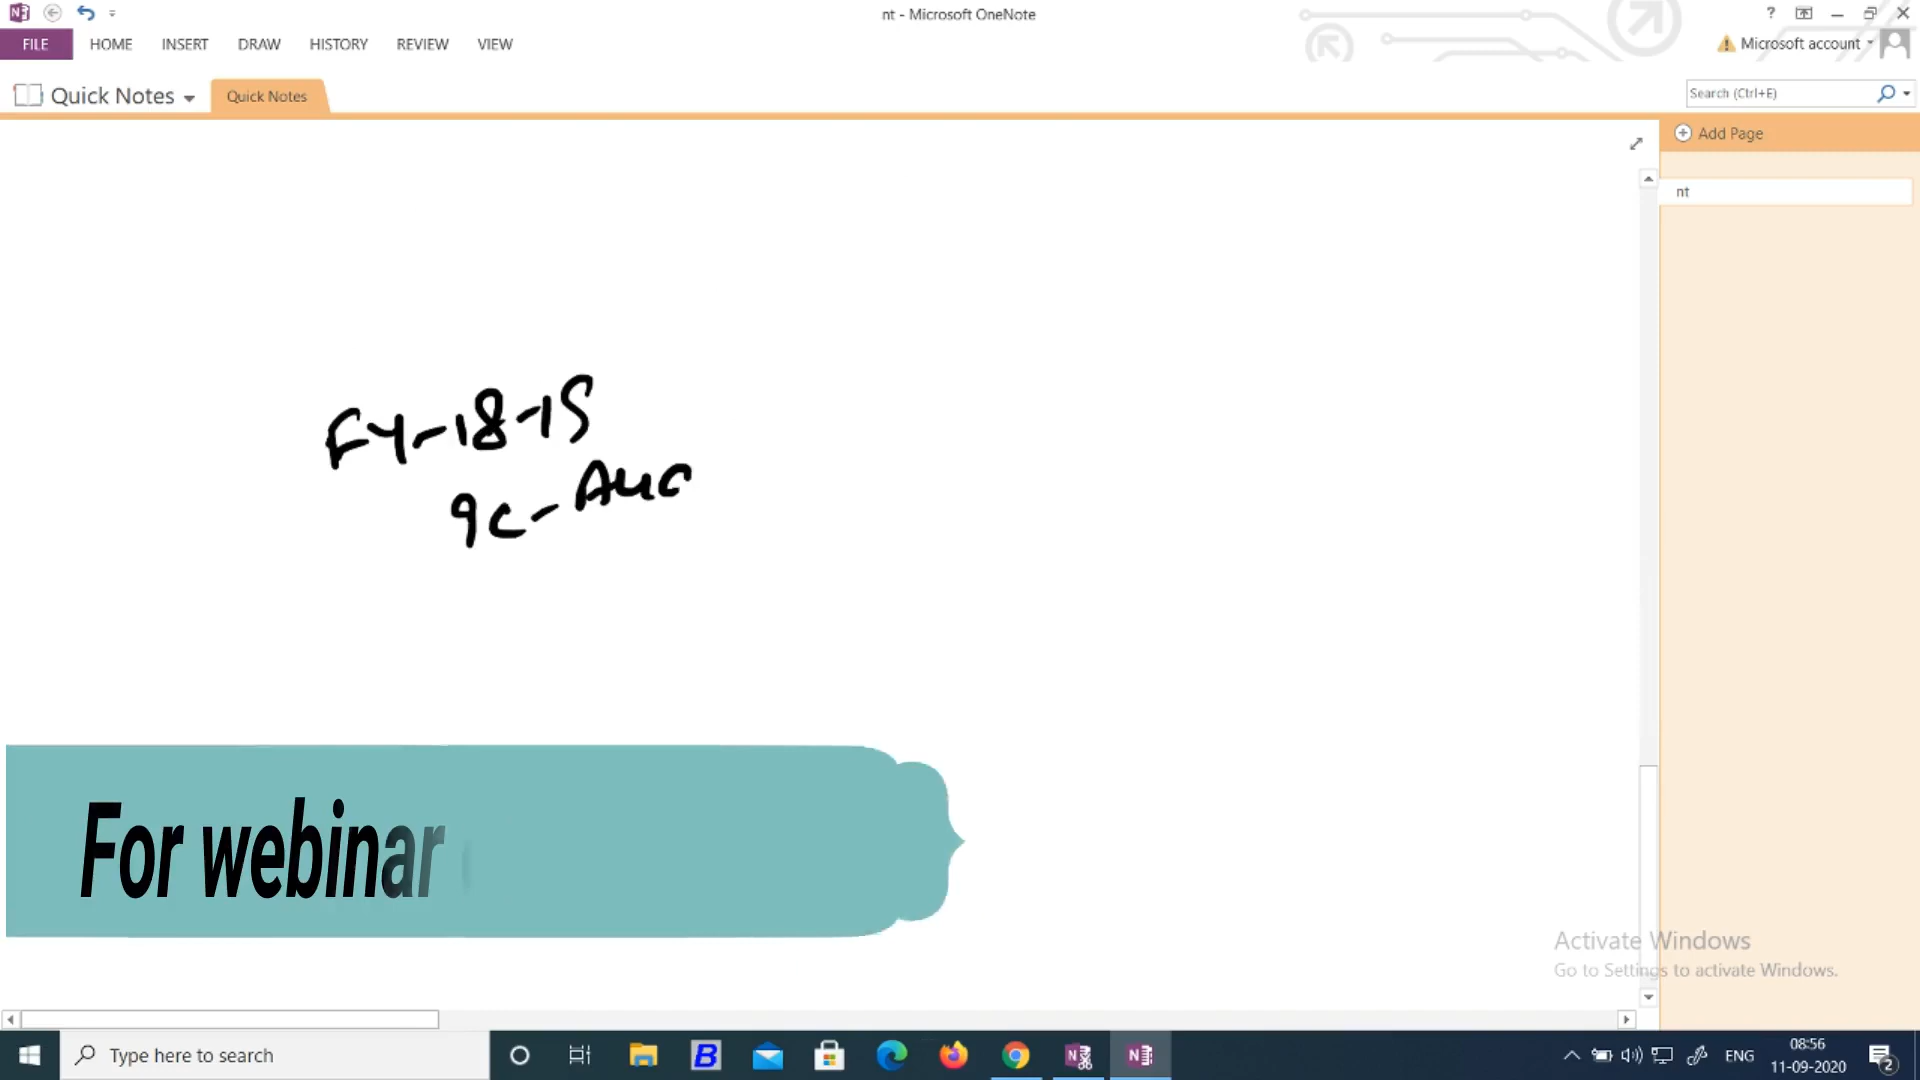 nt - Microsoft OneNote
?
FILE HOME INSERT DRAW HISTORY REVIEW VIEW
Microsoft account
Quick Notes
Quick Notes
Search (Ctrl+E)
Add Page
nt
FY-18-19
9C-
For webinar
Activate Windows
Go to Settings to activate Windows.
Type here to search
ENG
08:56
11-09-2020
2